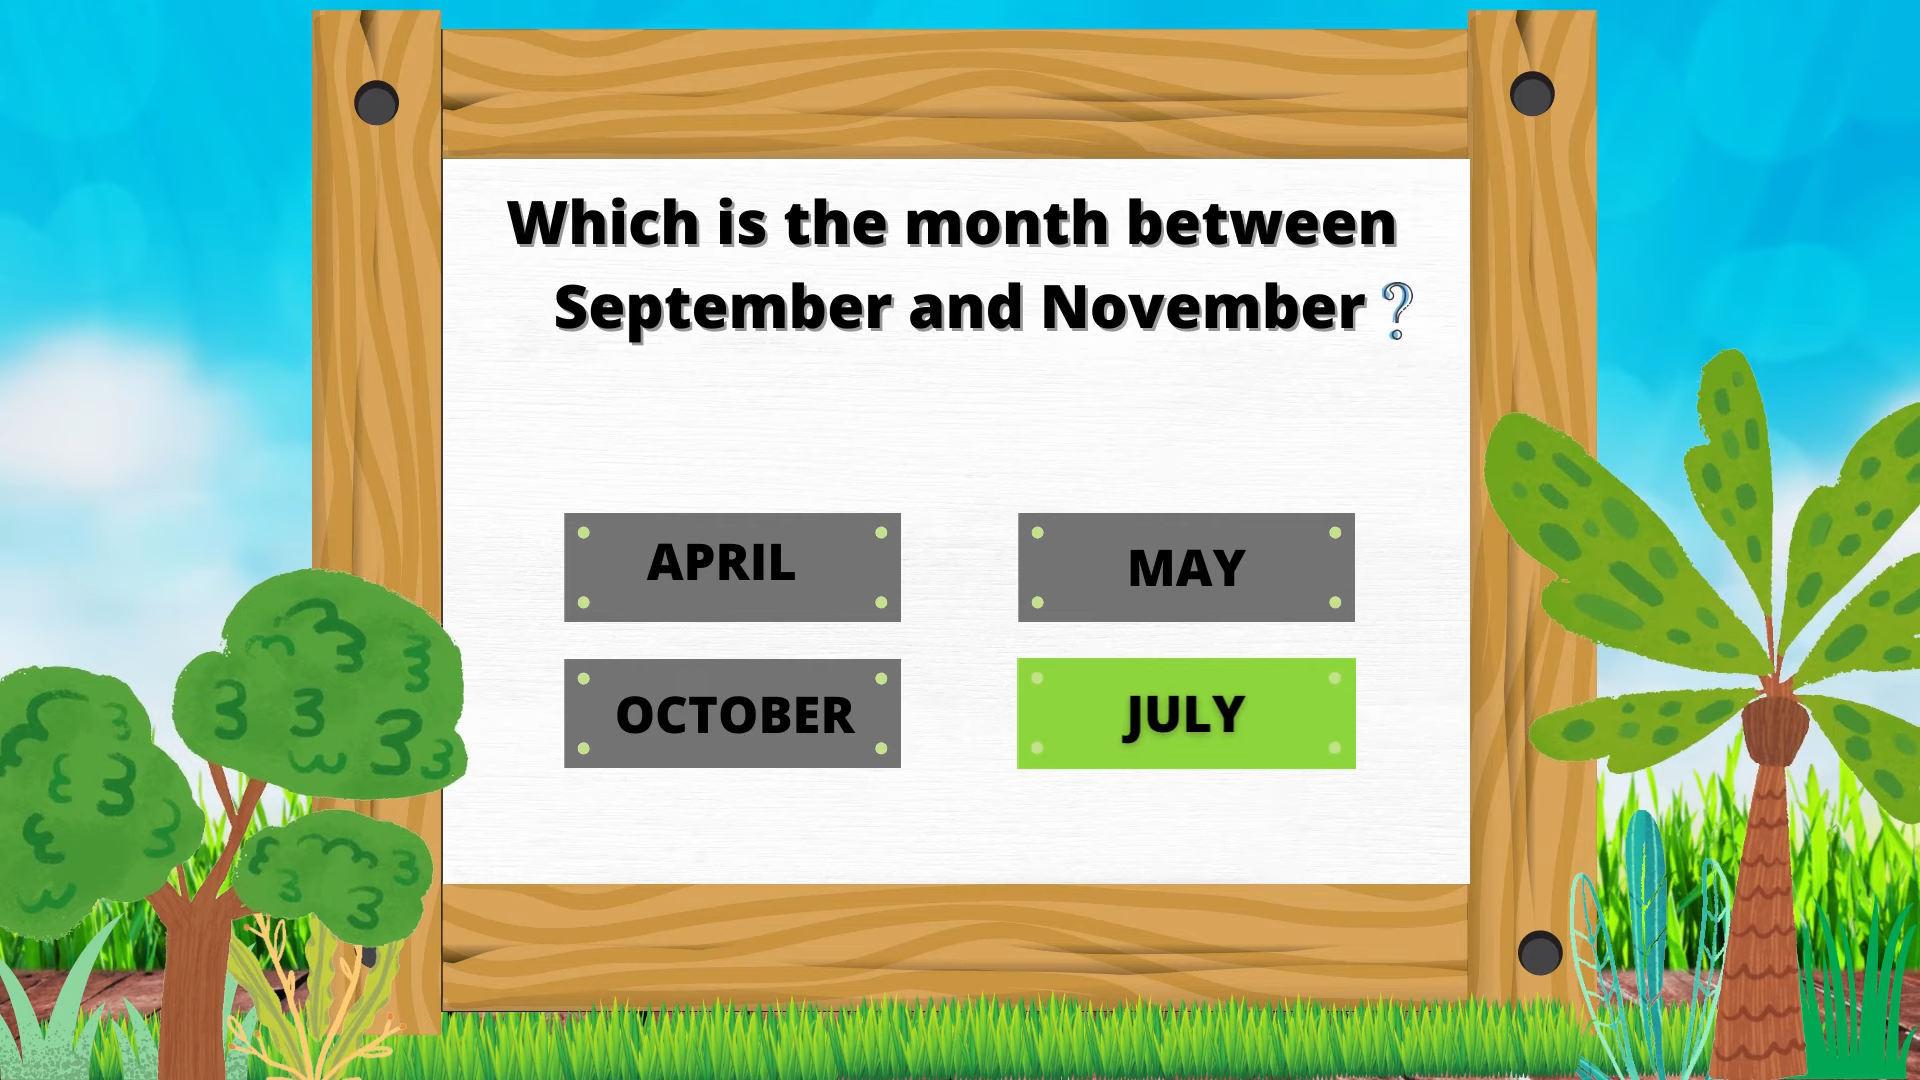 Which is the month between
September and November ?
APRIL
MAY
OCTOBER
JULY